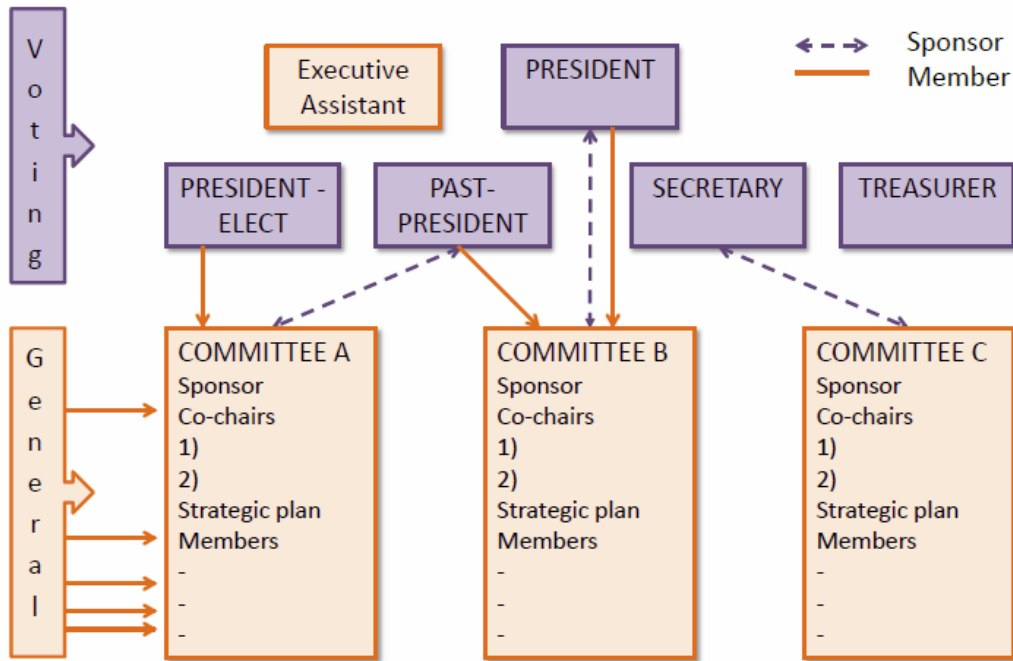 Voting
Executive
Assistant
PRESIDENT
Sponsor
Member
PRESIDENT -
ELECT
PAST-
PRESIDENT
SECRETARY
TREASURER
General
COMMITTEE A
Sponsor
Co-chairs
1)
2)
Strategic plan
Members
-
-
-
COMMITTEE B
Sponsor
Co-chairs
1)
2)
Strategic plan
Members
-
-
-
COMMITTEE C
Sponsor
Co-chairs
1)
2)
Strategic plan
Members
-
-
-